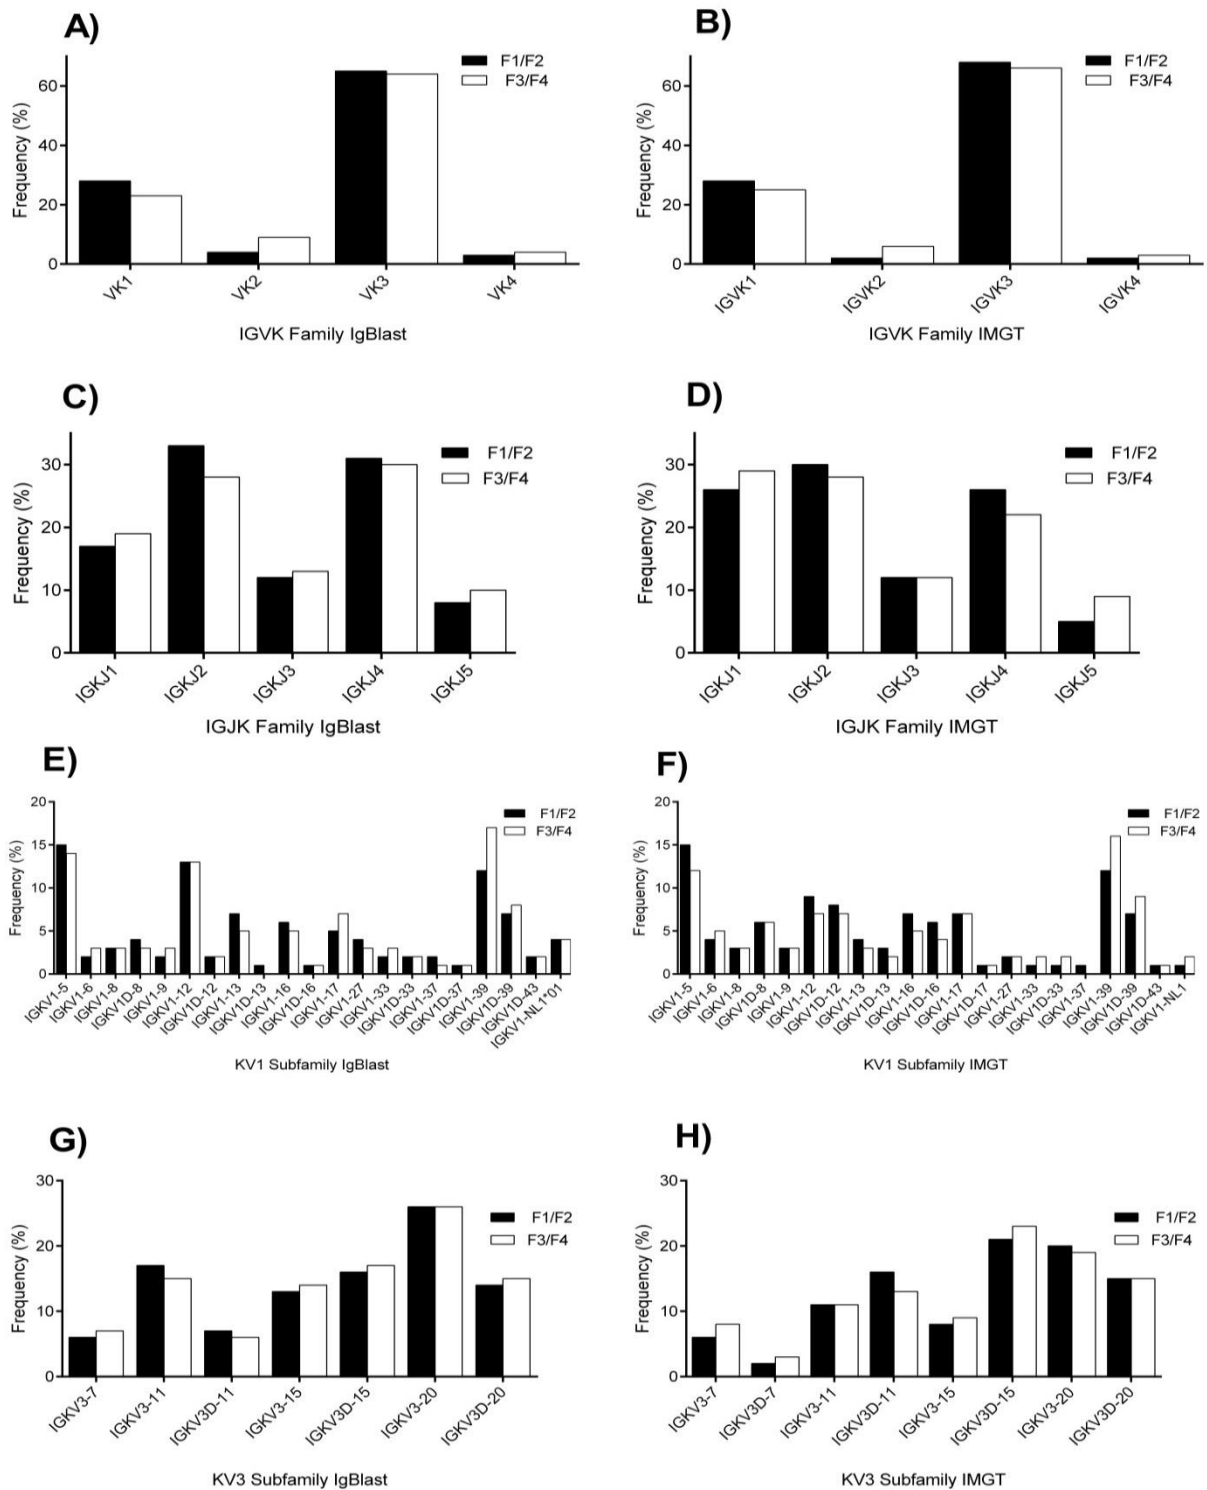 A)
F1/F2
F3/F4
Frequency (%)
60
40
20
0
VK1
VK2
VK3
VK4
IGVK Family IgBlast
B)
F1/F2
F3/F4
Frequency (%)
60
40
20
0
IGVK1
IGVK2
IGVK3
IGVK4
IGVK Family IMGT
C)
F1/F2
F3/F4
Frequency (%)
30
20
10
0
IGKJ1
IGKJ2
IGKJ3
IGKJ4
IGKJ5
IGJK Family IgBlast
D)
F1/F2
F3/F4
Frequency (%)
30
20
10
0
IGKJ1
IGKJ2
IGKJ3
IGKJ4
IGKJ5
IGJK Family IMGT
E)
F1/F2
F3/F4
Frequency (%)
20
15
10
5
0
IGKV1-5
IGKV1-6
IGKV1-8
IGKV1D-8
IGKV1-9
IGKV1-12
IGKV1D-12
IGKV1-13
IGKV1D-13
IGKV1-16
IGKV1D-16
IGKV1-17
IGKV1-27
IGKV1-33
IGKV1D-33
IGKV1-37
IGKV1D-37
IGKV1-39
IGKV1D-39
IGKV1D-43
IGKV1-NL1*01
KV1 Subfamily IgBlast
F)
F1/F2
F3/F4
Frequency (%)
20
15
10
5
0
IGKV1-5
IGKV1-6
IGKV1-8
IGKV1D-8
IGKV1-9
IGKV1-12
IGKV1D-12
IGKV1-13
IGKV1D-13
IGKV1-16
IGKV1D-16
IGKV1-17
IGKV1D-17
IGKV1-27
IGKV1-33
IGKV1D-33
IGKV1-37
IGKV1-39
IGKV1D-39
IGKV1D-43
IGKV1-NL1
KV1 Subfamily IMGT
G)
F1/F2
F3/F4
Frequency (%)
30
20
10
0
IGKV3-7
IGKV3-11
IGKV3D-11
IGKV3-15
IGKV3D-15
IGKV3-20
IGKV3D-20
KV3 Subfamily IgBlast
H)
F1/F2
F3/F4
Frequency (%)
30
20
10
0
IGKV3-7
IGKV3D-7
IGKV3-11
IGKV3D-11
IGKV3-15
IGKV3D-15
IGKV3-20
IGKV3D-20
KV3 Subfamily IMGT